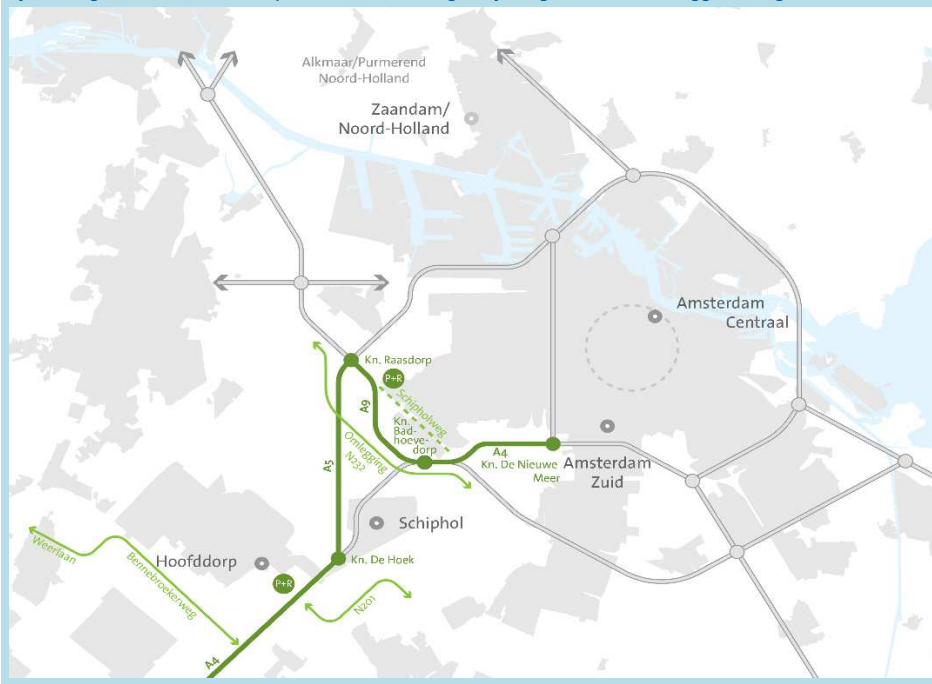 Alkmaar/Purmerend
Noord-Holland
Zaandam/
Noord-Holland
Amsterdam
Centraal
Kn. Raasdorp
P+R
Schipholweg
A9
Kn.
Bad-
hoeve-
dorp
Omlegging
N232
A5
A4
Kn. De Nieuwe
Meer
Amsterdam
Zuid
Schiphol
Hoofddorp
Kn. De Hoek
P+R
Weerlaan
Bennebroekerweg
N201
A4